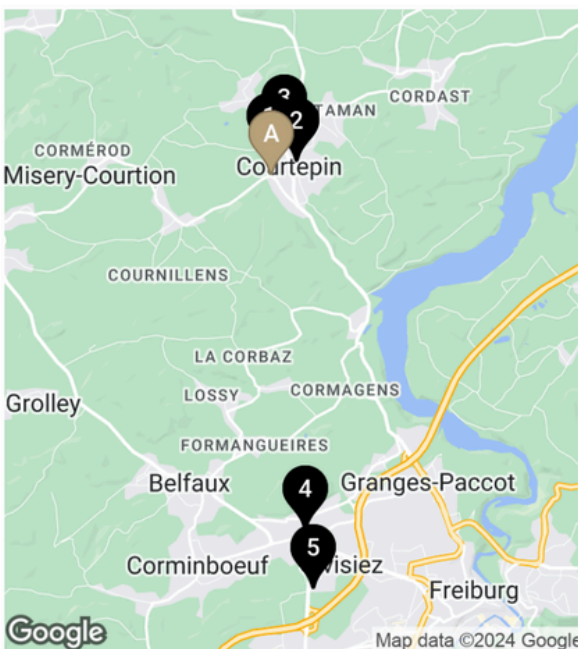 3
TAMAN
CORDAST
2
A
CORMÉROD
Courtepin
Misery-Courtion
COURNILLENS
LA CORBAZ
LOSSY
CORMAGENS
Grolley
FORMANGUEIRES
Belfaux
4
Granges-Paccot
5
Corminboeuf
visiez
Freiburg
Google
Map data ©2024 Google